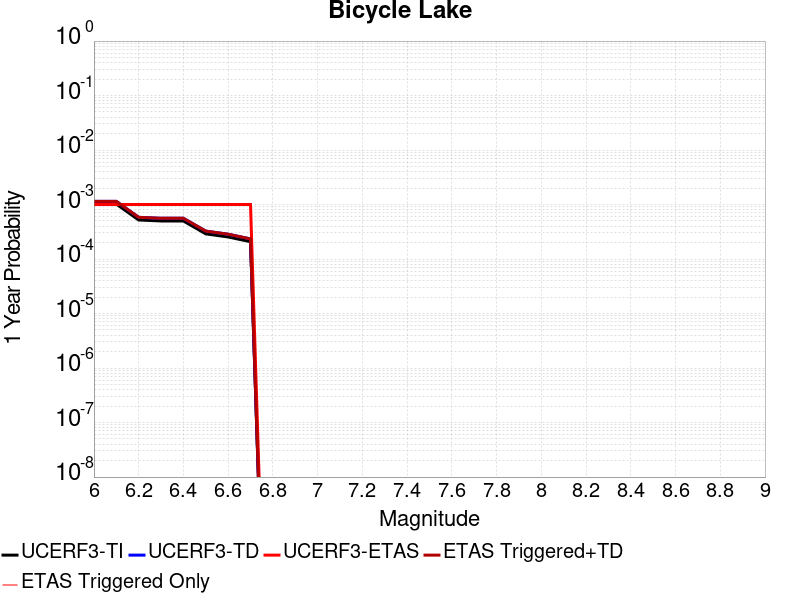 Bicycle Lake
10^0
10^-1
10^-2
10^-3
10^-4
10^-5
10^-6
10^-7
10^-8
1 Year Probability
6 6.2 6.4 6.6 6.8 7 7.2 7.4 7.6 7.8 8 8.2 8.4 8.6 8.8 9
Magnitude
UCERF3-TI UCERF3-TD UCERF3-ETAS ETAS Triggered+TD
ETAS Triggered Only